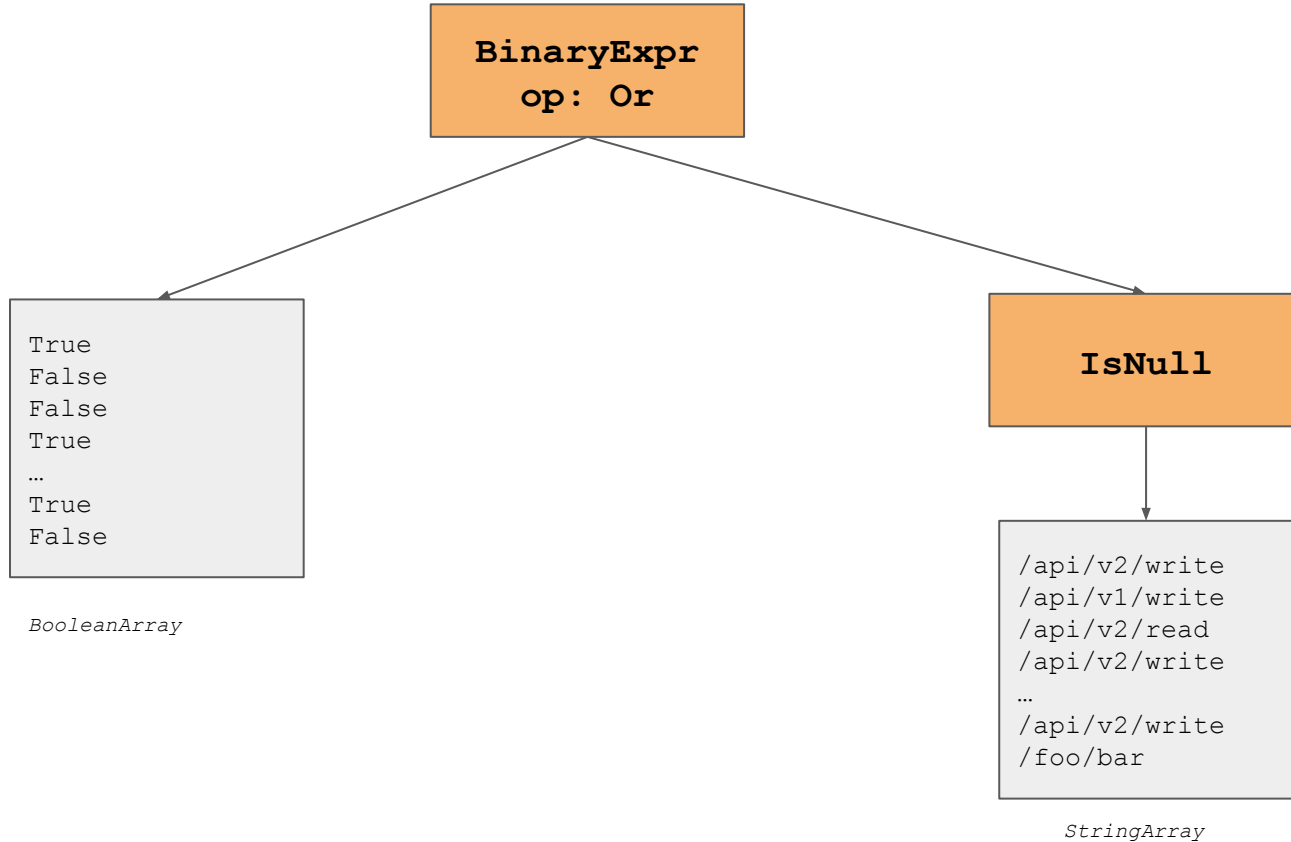 BinaryExpr
op: Or
True
False
False
True
…
True
False
BooleanArray
IsNull
/api/v2/write
/api/v1/write
/api/v2/read
/api/v2/write
…
/api/v2/write
/foo/bar
StringArray